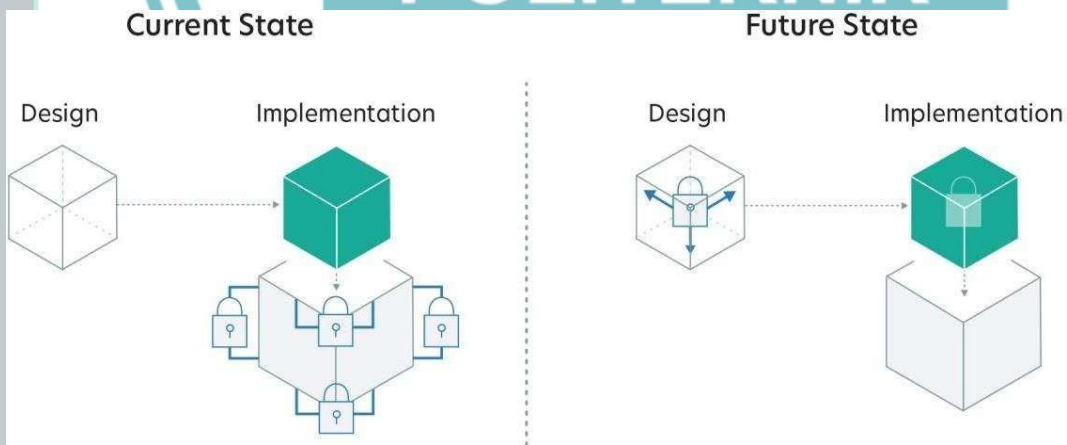 Current State
Future State
Design
Implementation
Design
Implementation